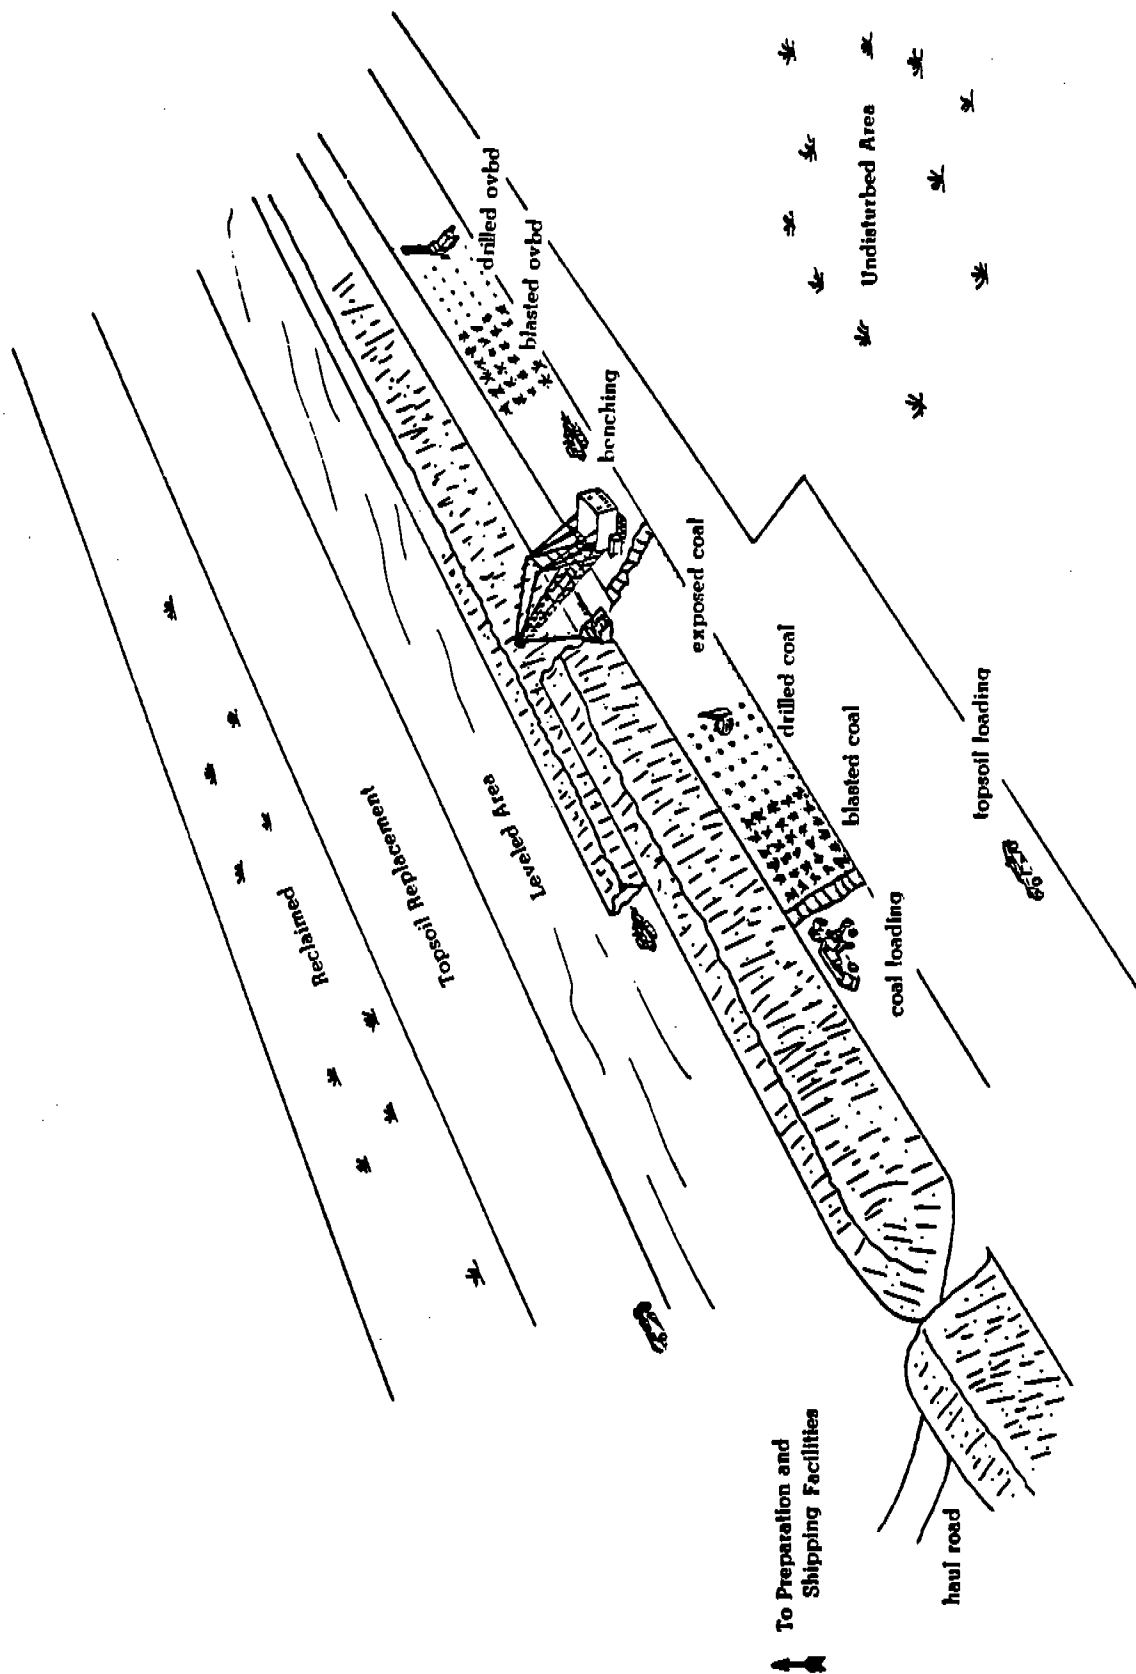 Reclaimed
Topsoil Replacement
Leveled Area
drilled ovbd
blasted ovbd
benching
Undisturbed Area
exposed coal
drilled coal
blasted coal
coal loading
topsoil loading
To Preparation and
Shipping Facilities
haul road